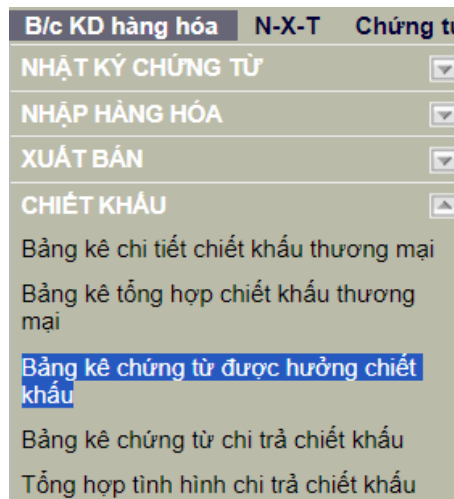 B/c KD hàng hóa N-X-T Chứng
NHẬT KÝ CHỨNG TỪ
NHẬP HÀNG HÓA
XUẤT BÁN
CHIẾT KHẤU
Bảng kê chi tiết chiết khấu thương mại
Bảng kê tổng hợp chiết khấu thương
mại
Bảng kê chứng từ được hưởng chiết
khấu
Bảng kê chứng từ chi trả chiết khấu
Tổng hợp tình hình chi trả chiết khấu